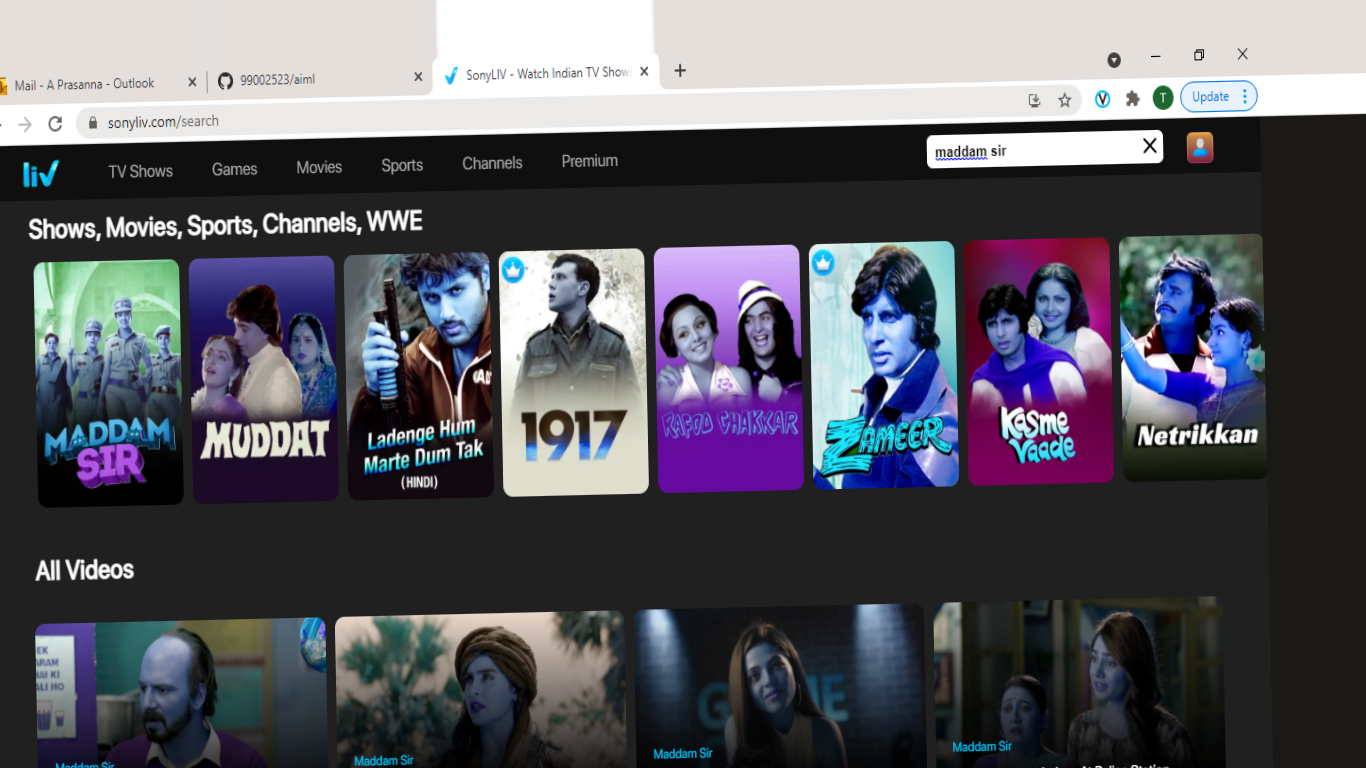 Mail - A Prasanna - Outlook
99002523/aiml
SonyLIV - Watch Indian TV Shows
Update
T
sonyliv.com/search
liv
TV Shows
Games
Movies
Sports
Channels
Premium
maddam sir
Shows, Movies, Sports, Channels, WWE
MADDAM
SIR
MUDDAT
Ladenge Hum
Marte Dum Tak
(HINDI)
1917
RAFOO CHAKKAR
ZAMEER
KASME
VAADE
Netrikkan
All Videos
Maddam Sir
Maddam Sir
Maddam Sir
Maddam Sir